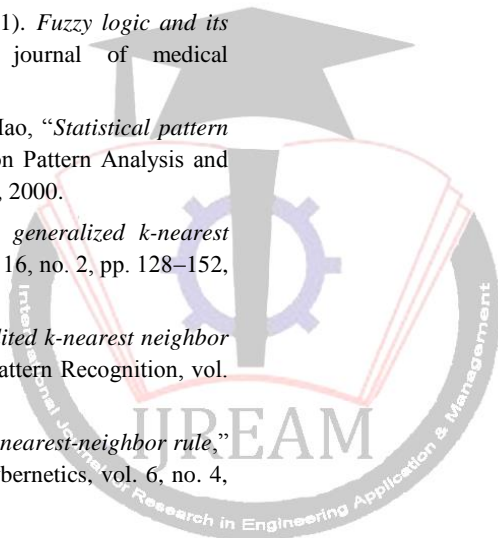 1). Fuzzy logic and its
journal of medical
Mao, “Statistical pattern
on Pattern Analysis and
, 2000.
generalized k-nearest
16, no. 2, pp. 128–152,
dited k-nearest neighbor
attern Recognition, vol.
nearest-neighbor rule,”
bernetics, vol. 6, no. 4,
International Journal for Research in Engineering Application & Management
IJREAM